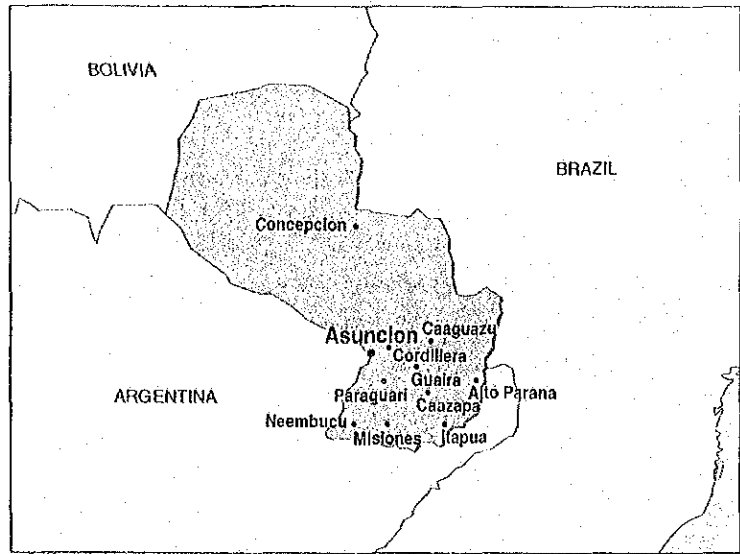 BOLIVIA
BRAZIL
Concepcion
Asuncion
Caaguazu
Cordillera
Guaira
ARGENTINA
Paraguari
Alto Parana
Caazapa
Neembucu
Misiones
Itapua